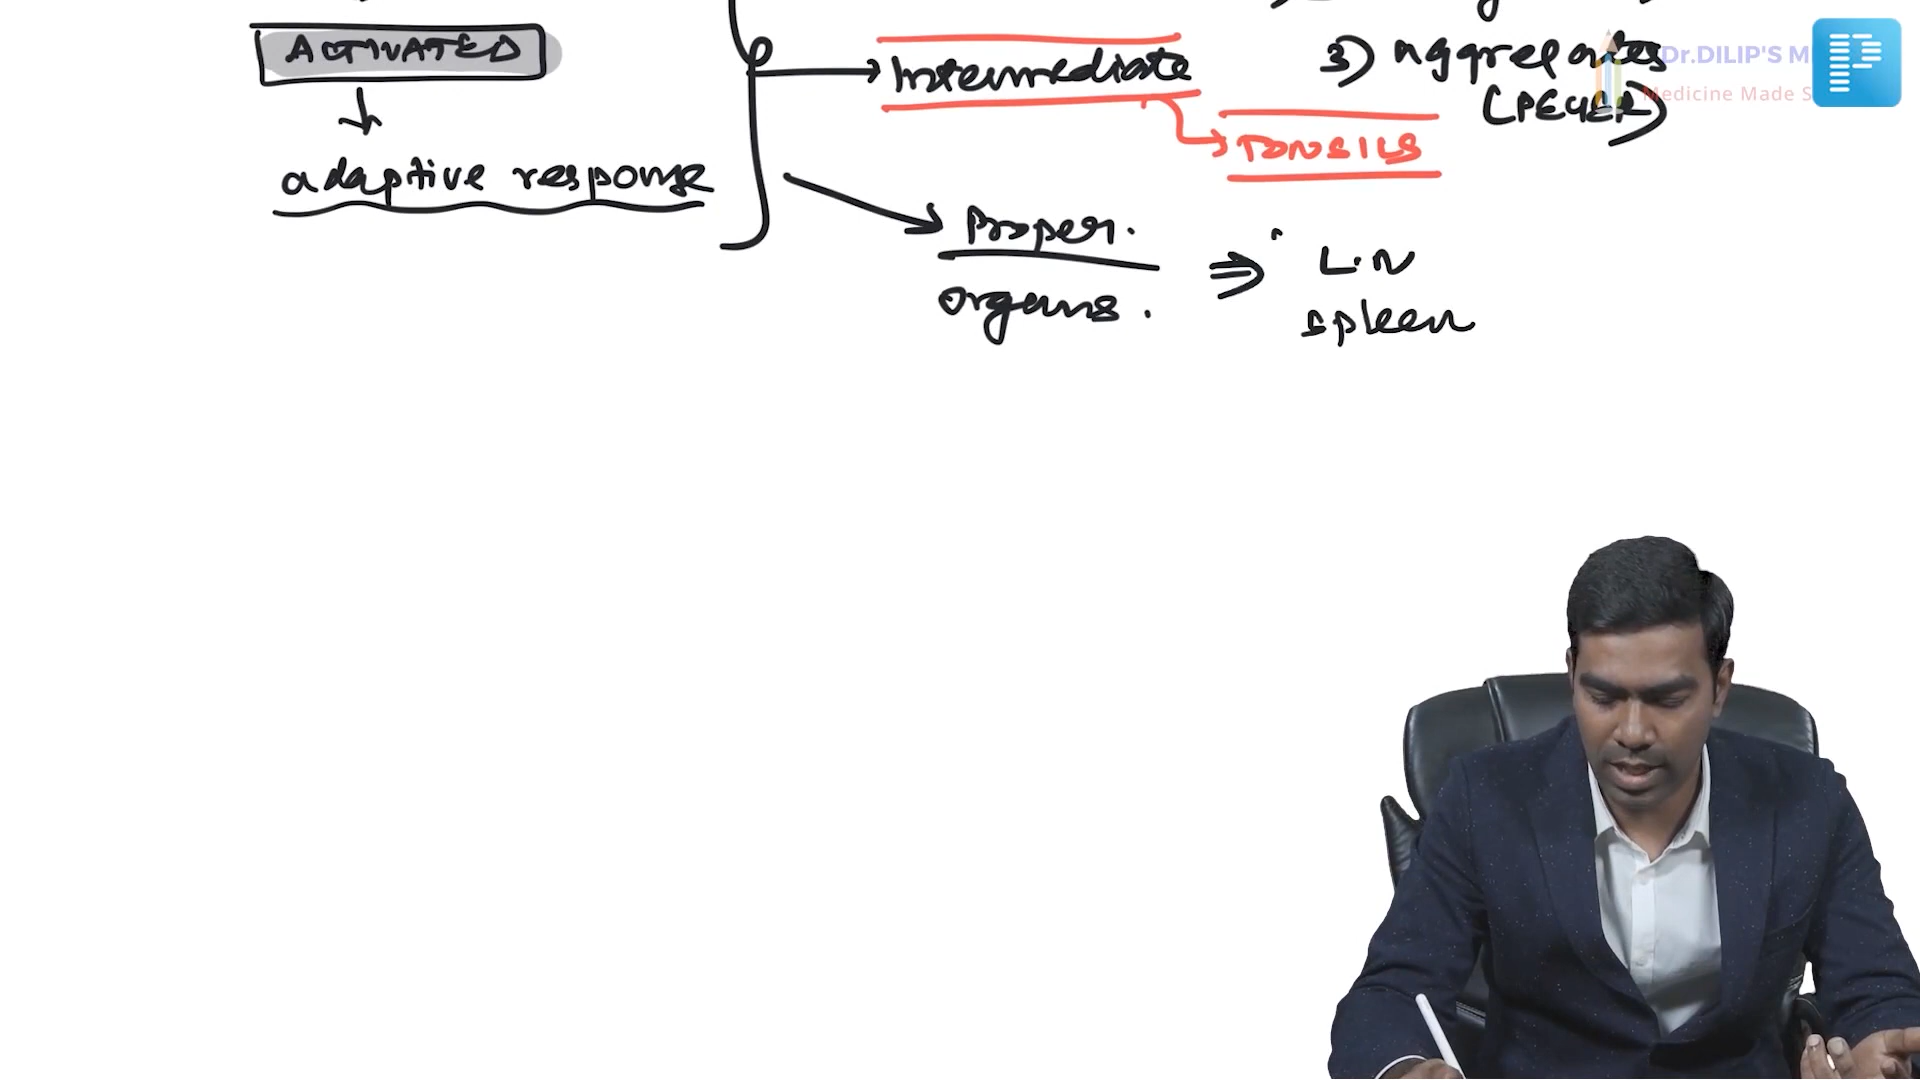 ACTIVATED
adaptive response
Intermediate
TONSILS
3) aggregates
(PEYER)
Dr.DILIP'S M
Medicine Made S
Proper.
organs.
L.N
spleen